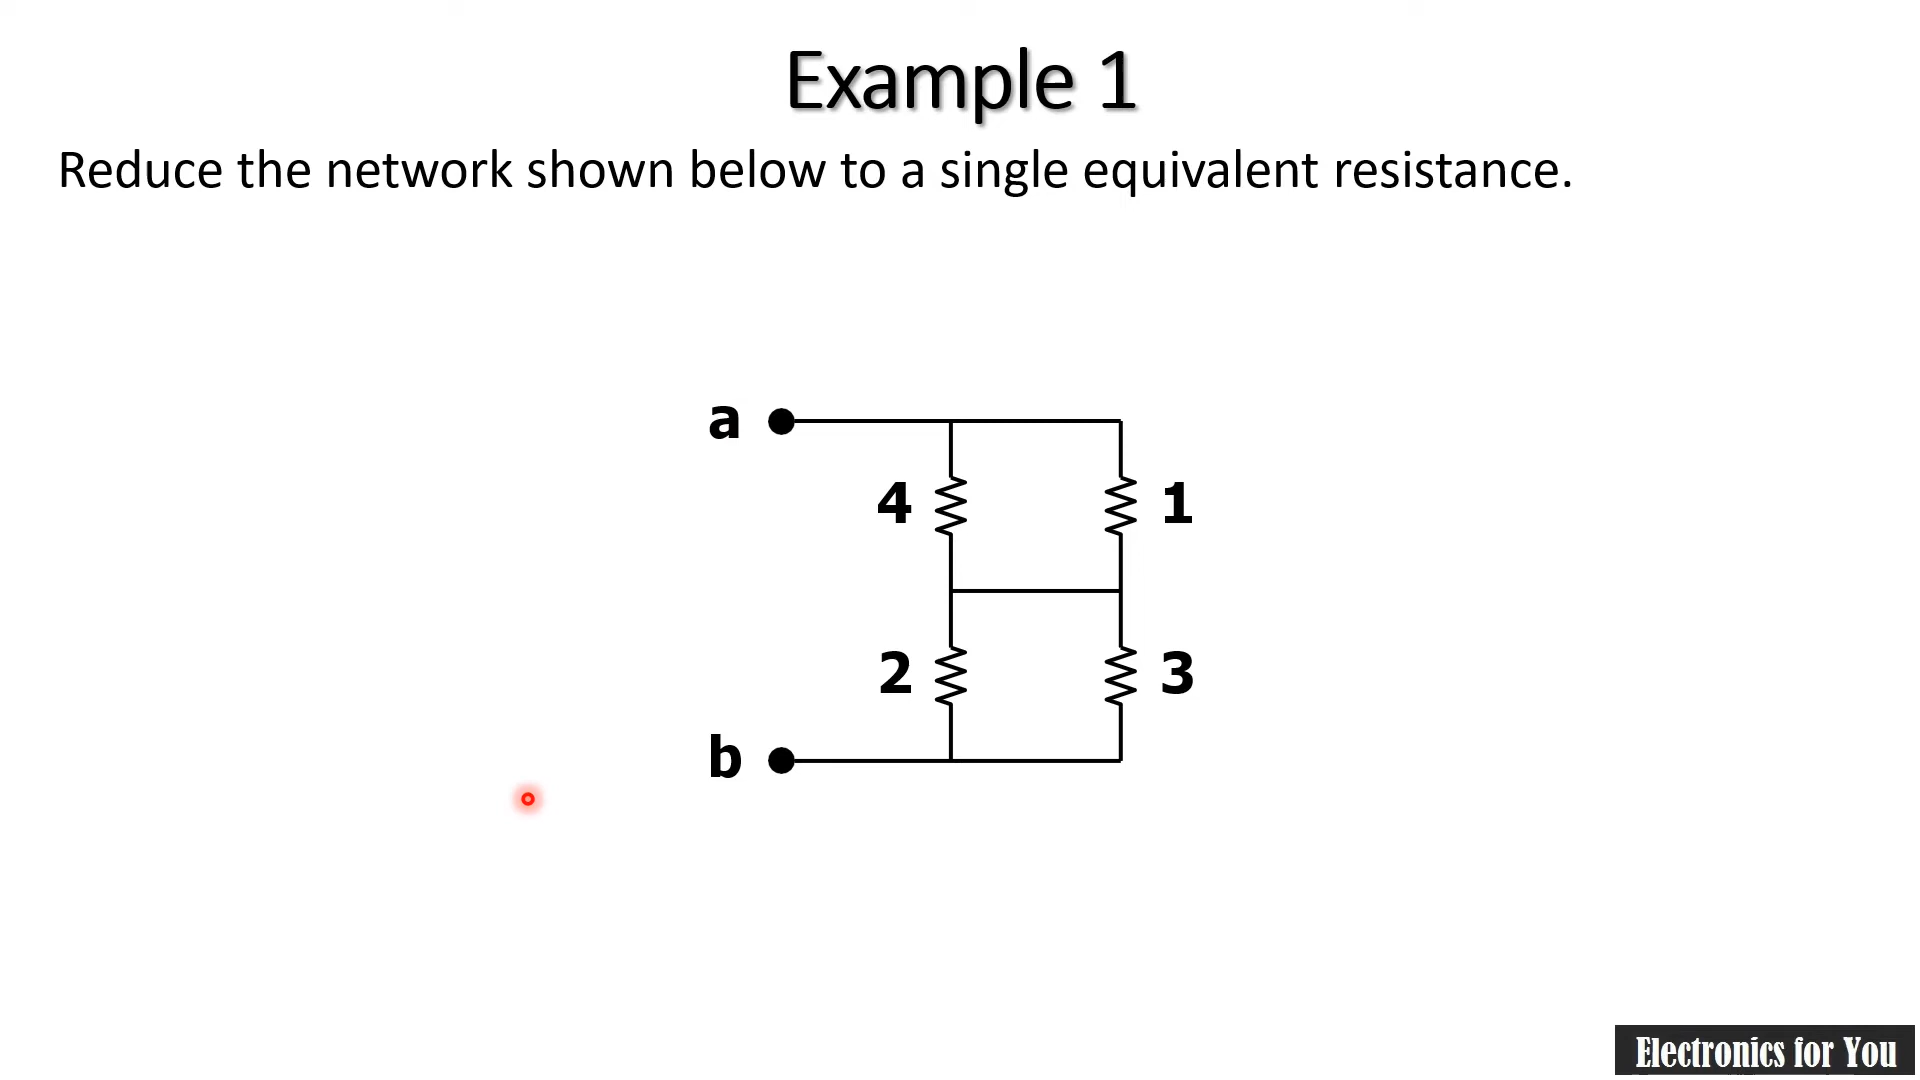 Example 1
Reduce the network shown below to a single equivalent resistance.
a
4
1
2
3
b
Electronics for You